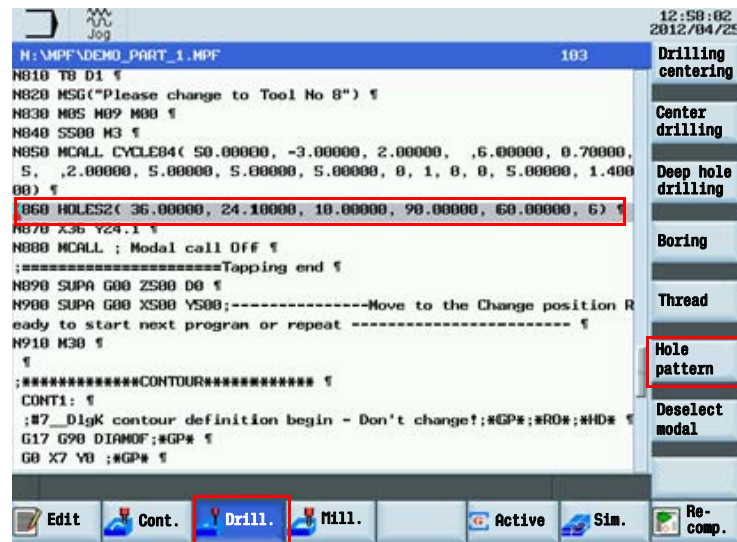 Jog
12:58:02
2012/04/25
N:\MPF\DEMO_PART_1.MPF 103
N810 T8 D1 ¶
N820 MSG("Please change to Tool No 8") ¶
N830 M05 M09 M00 ¶
N840 S500 M3 ¶
N850 MCALL CYCLE84( 50.00000, -3.00000, 2.00000, ,6.00000, 0.70000,
5, ,2.00000, 5.00000, 5.00000, 5.00000, 0, 1, 0, 0, 5.00000, 1.400
00) ¶
860 HOLES2( 36.00000, 24.10000, 10.00000, 90.00000, 60.00000, 6) ¶
N870 X36 Y24.1 ¶
N880 MCALL ; Modal call Off ¶
;======================Tapping end ¶
N890 SUPA G00 Z500 D0 ¶
N900 SUPA G00 X500 Y500;---------------Move to the Change position R
eady to start next program or repeat ------------------------ ¶
N910 M30 ¶
¶
;*************CONTOUR************ ¶
CONT1: ¶
;#7__DlgK contour definition begin - Don't change!;*GP*;*RO*;*HD* ¶
G17 G90 DIAMOF;*GP* ¶
G0 X7 Y0 ;*GP* ¶
Drilling
centering
Center
drilling
Deep hole
drilling
Boring
Thread
Hole
pattern
Deselect
modal
Edit
Cont.
Drill.
Mill.
G Active
Sim.
Re-
comp.